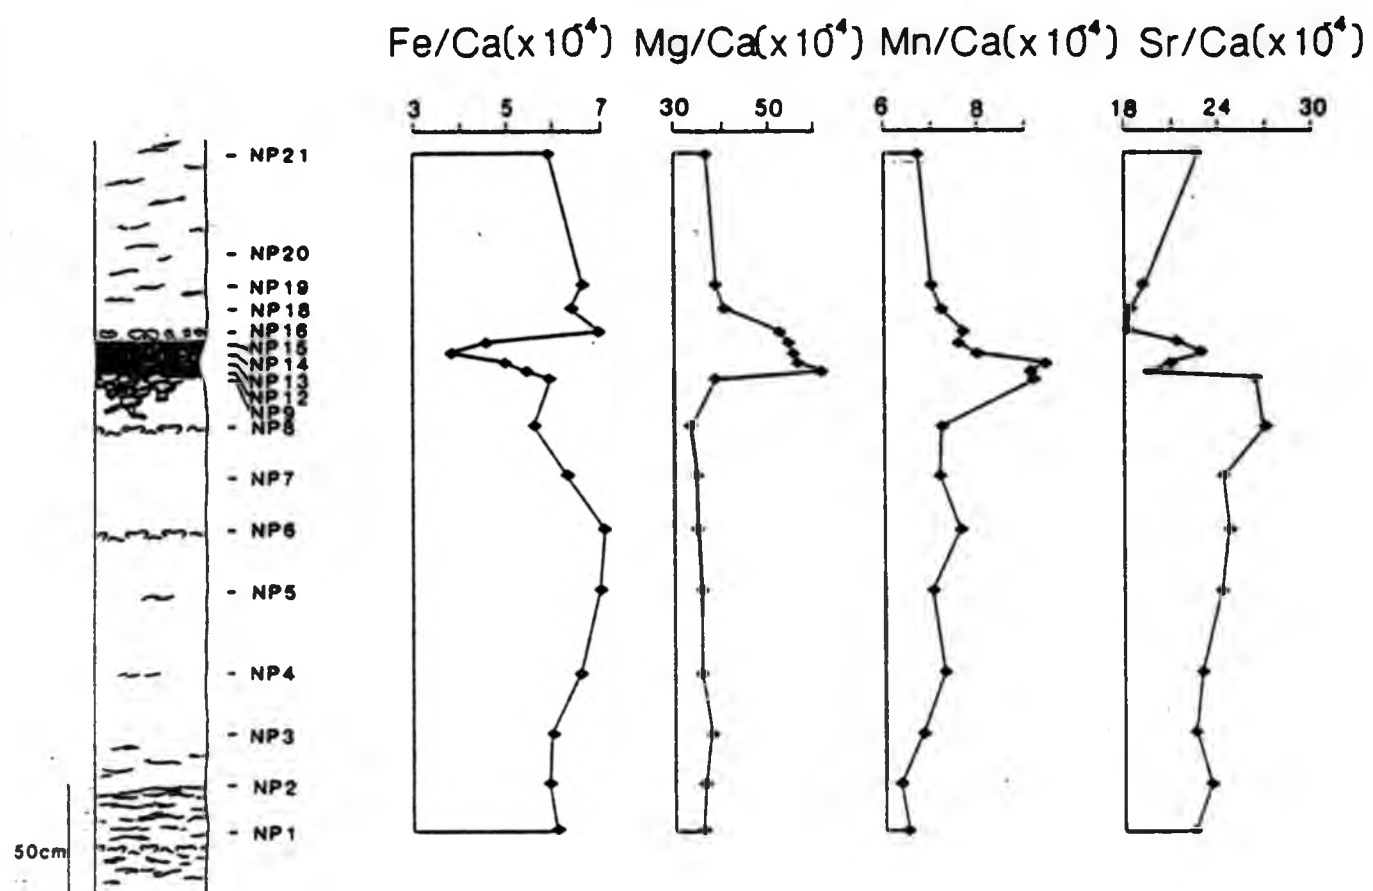 Fe/Ca(x10⁻⁴) Mg/Ca(x10⁻⁴) Mn/Ca(x10⁻⁴) Sr/Ca(x10⁻⁴)
3 5 7 30 50 6 8 18 24 30
- NP21
- NP20
- NP19
- NP18
- NP16
NP15
NP14
NP13
NP12
NP9
- NP8
- NP7
- NP6
- NP5
- NP4
- NP3
- NP2
- NP1
50cm